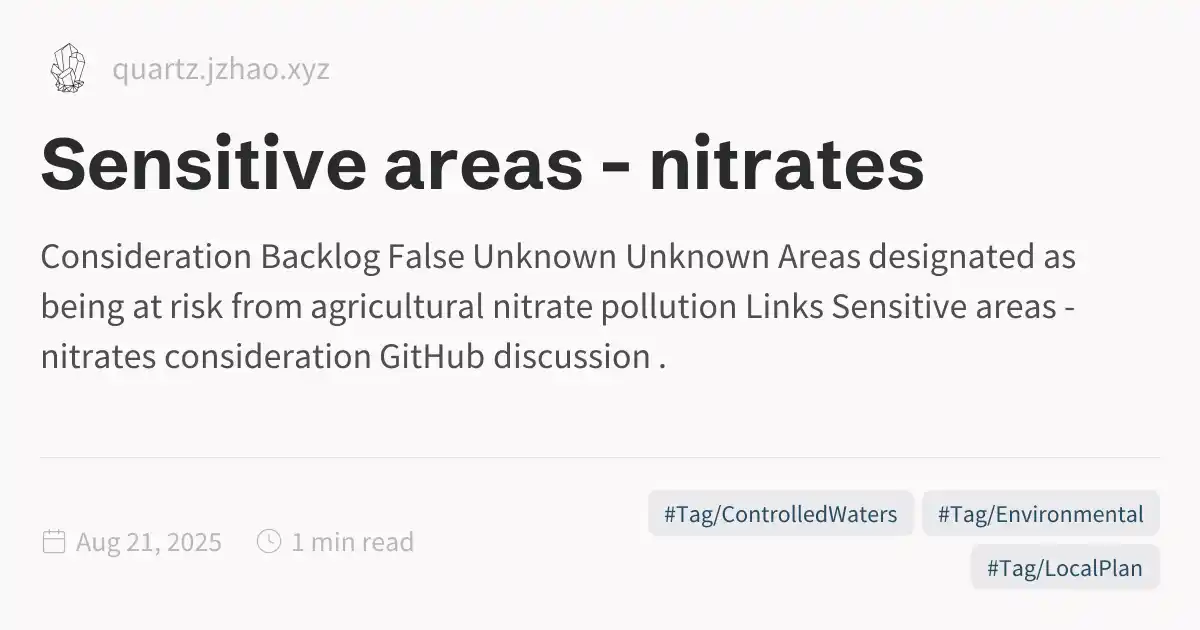 quartz.jzhao.xyz
Sensitive areas - nitrates
Consideration Backlog False Unknown Unknown Areas designated as
being at risk from agricultural nitrate pollution Links Sensitive areas -
nitrates consideration GitHub discussion .
Aug 21, 2025
1 min read
#Tag/ControlledWaters
#Tag/Environmental
#Tag/LocalPlan